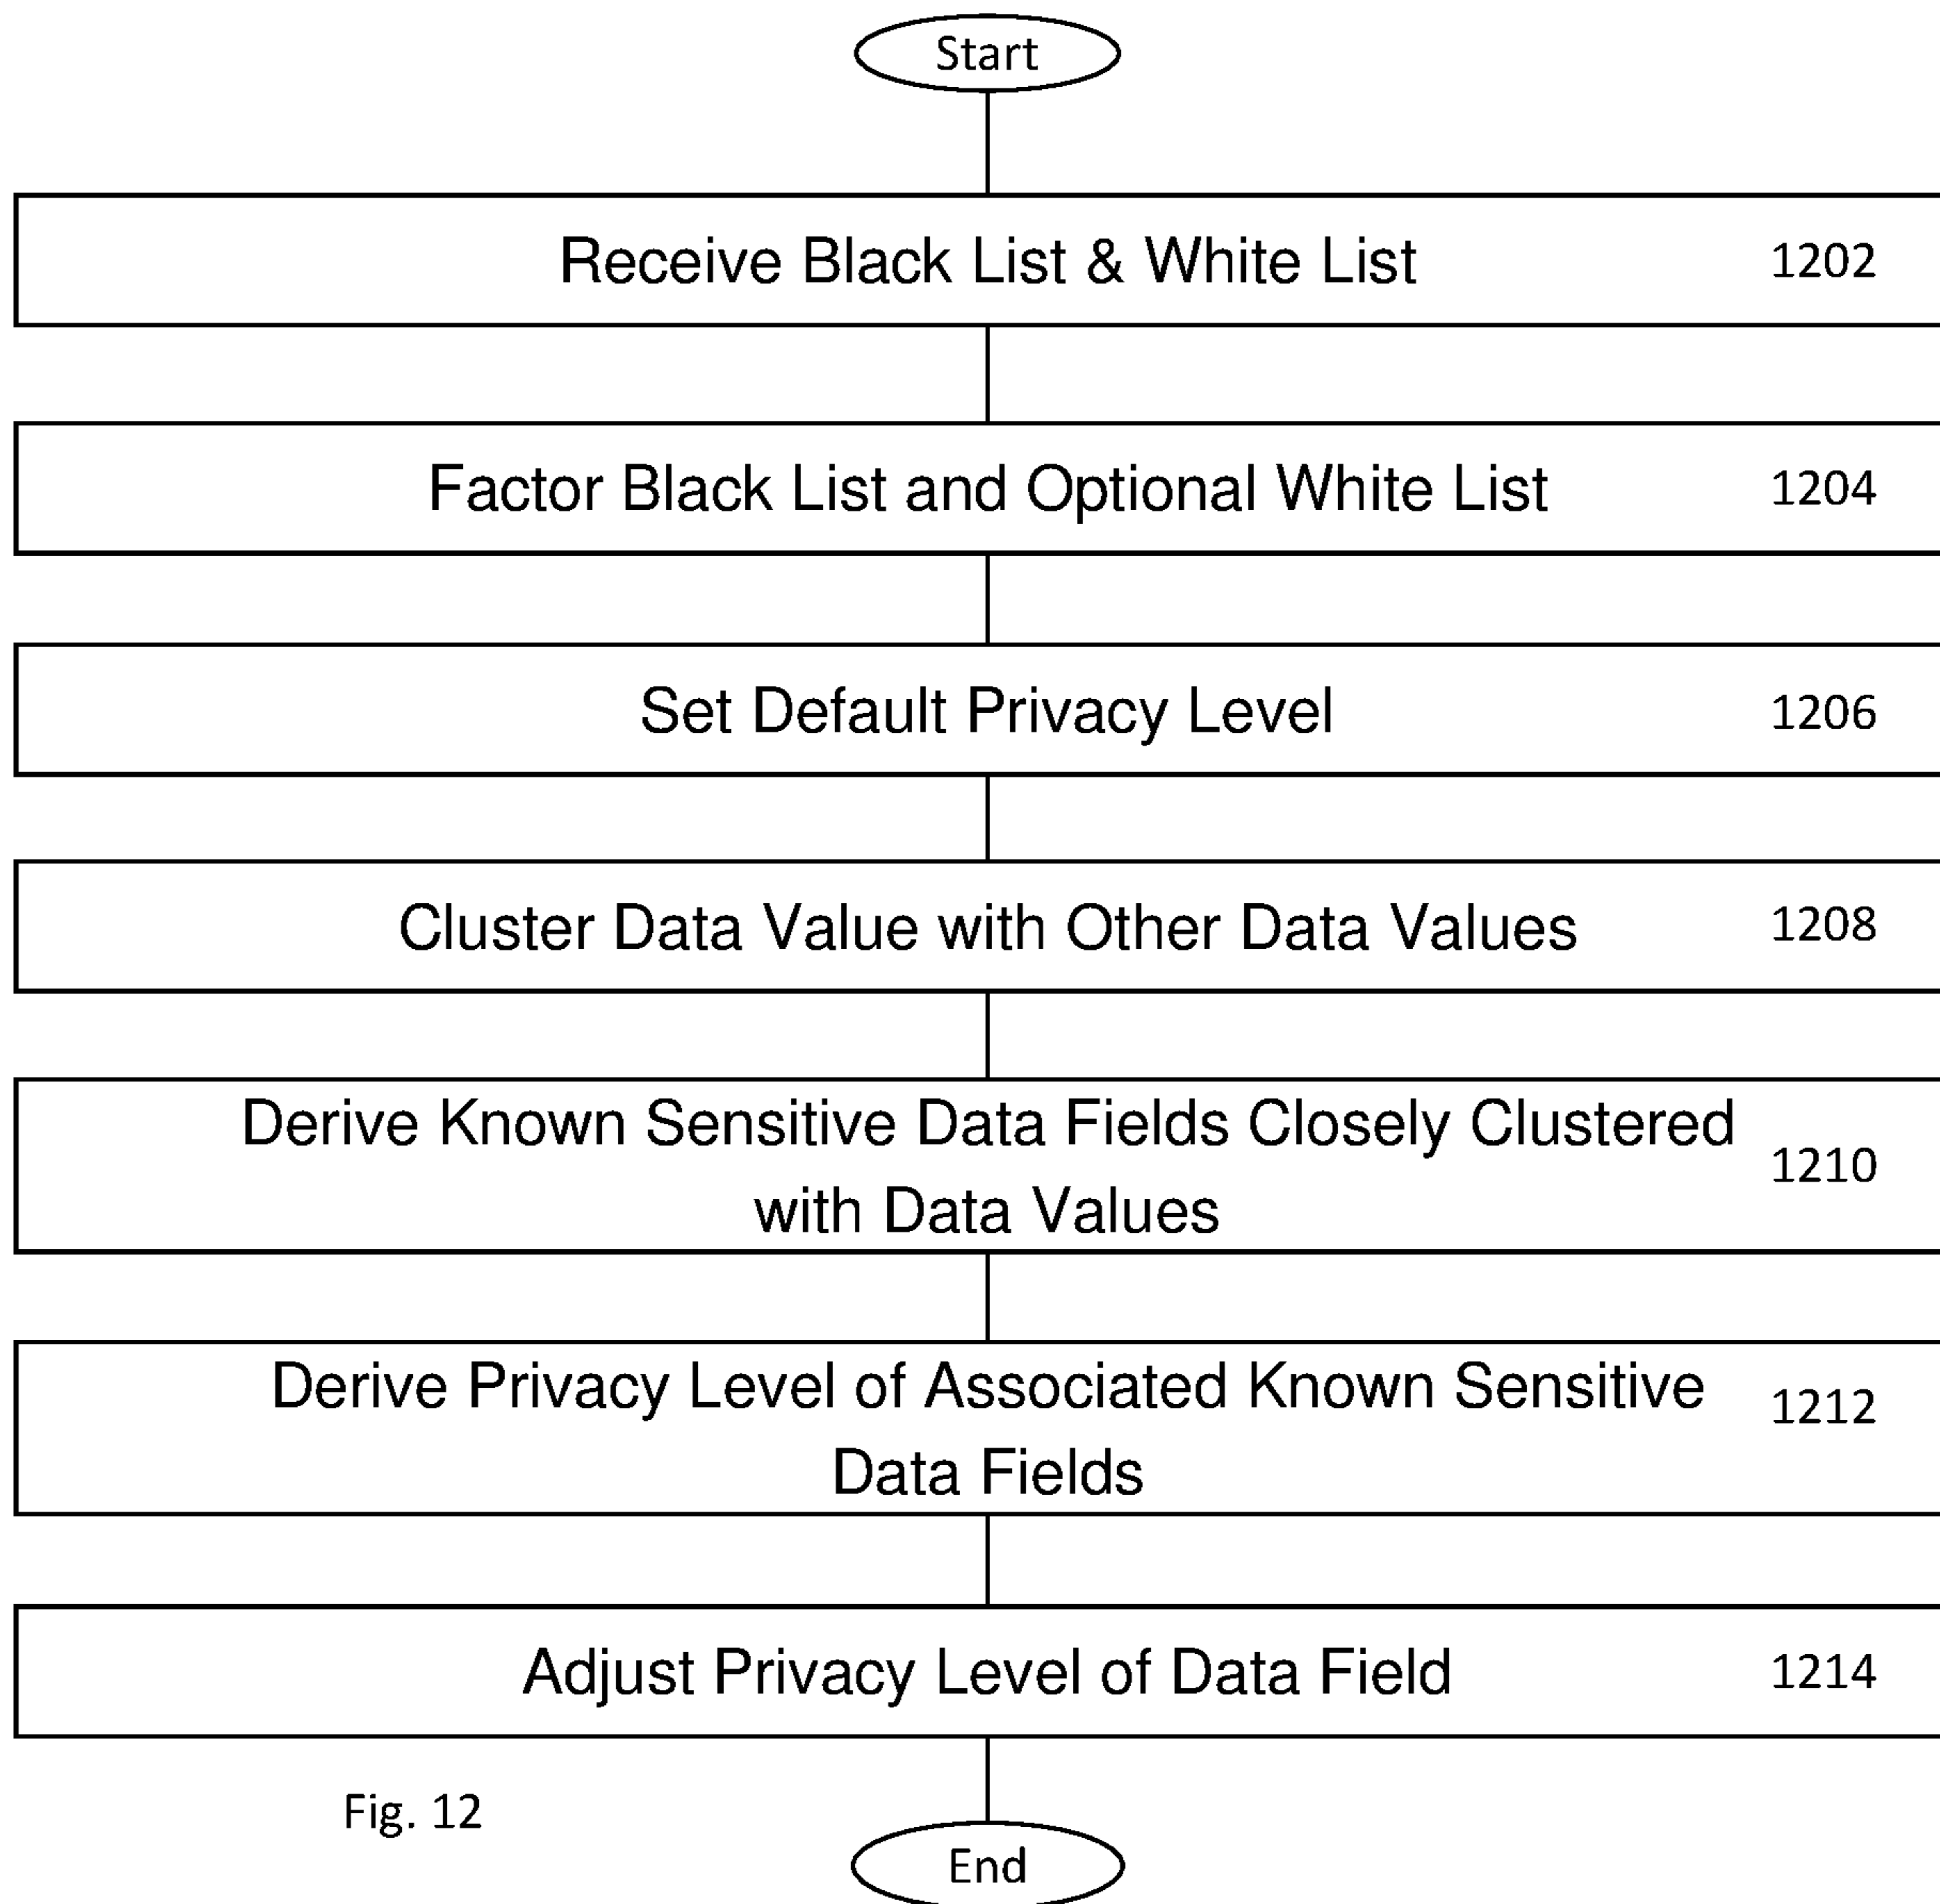 Start
Receive Black List & White List 1202
Factor Black List and Optional White List 1204
Set Default Privacy Level 1206
Cluster Data Value with Other Data Values 1208
Derive Known Sensitive Data Fields Closely Clustered
with Data Values
1210
Derive Privacy Level of Associated Known Sensitive 1212
Data Fields
Adjust Privacy Level of Data Field 1214
Fig. 12
End